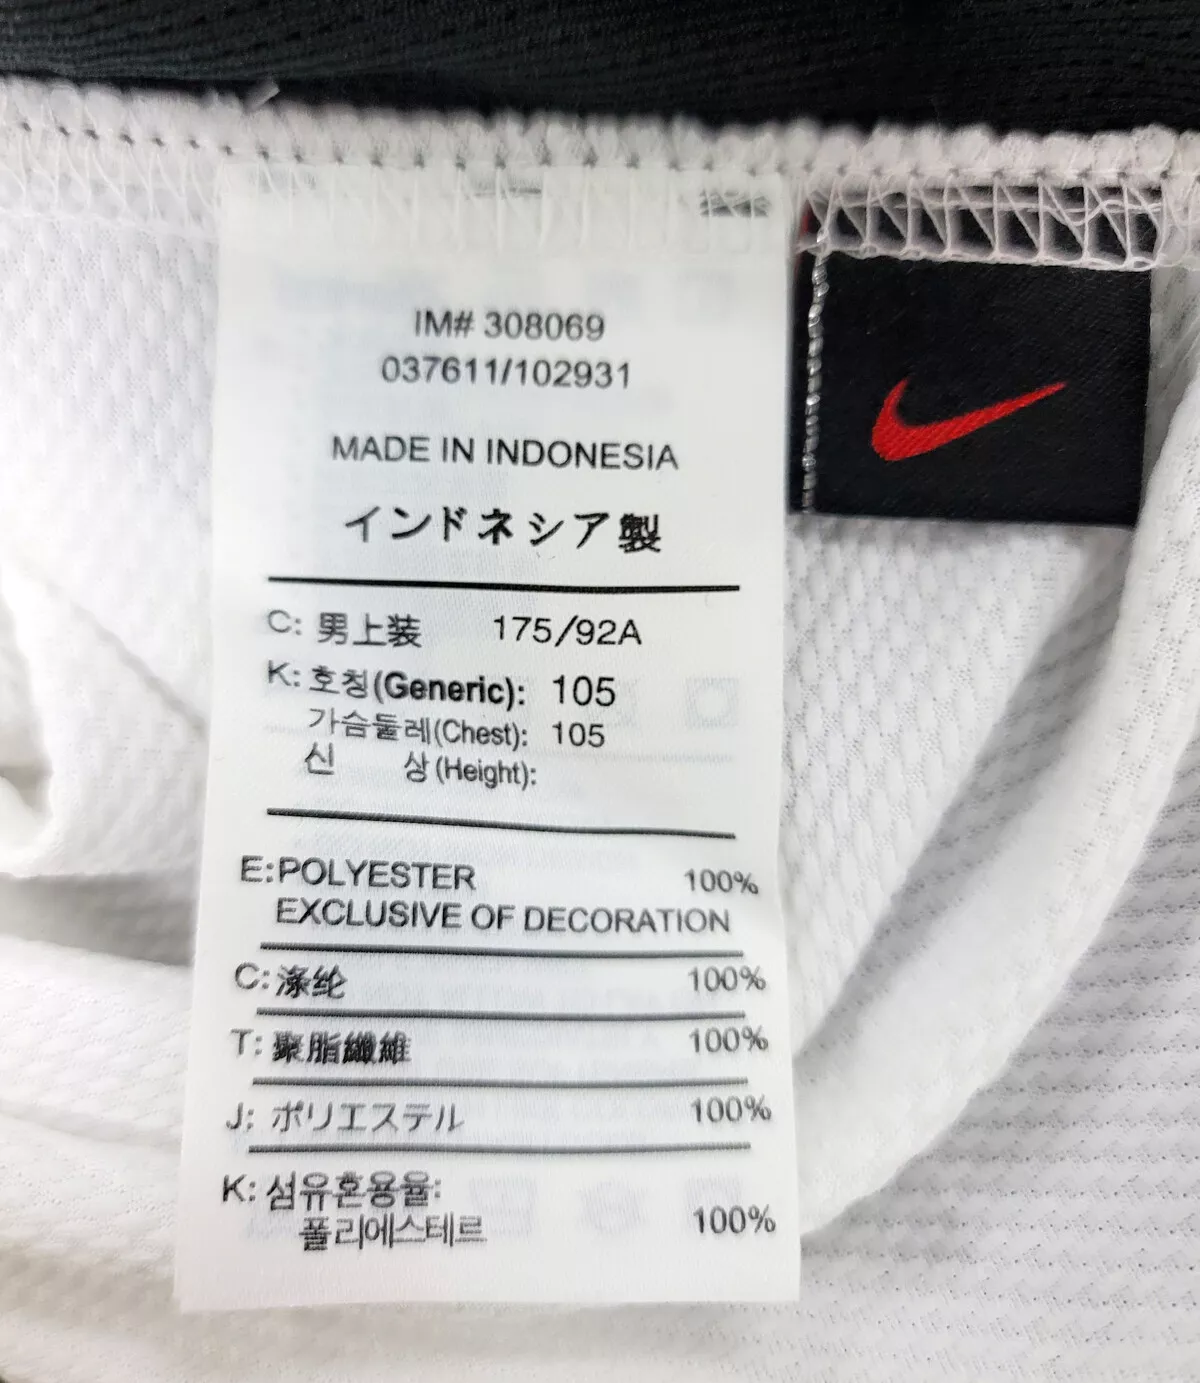 IM# 308069
037611/102931
MADE IN INDONESIA
インドネシア製
C: 男上装 175/92A
K: 호칭(Generic): 105
가슴둘레(Chest): 105
신 상(Height):
E:POLYESTER 100%
EXCLUSIVE OF DECORATION
C:涤纶 100%
T: 聚脂纖維 100%
J: ポリエステル 100%
K: 섬유혼용율:
폴리에스테르 100%